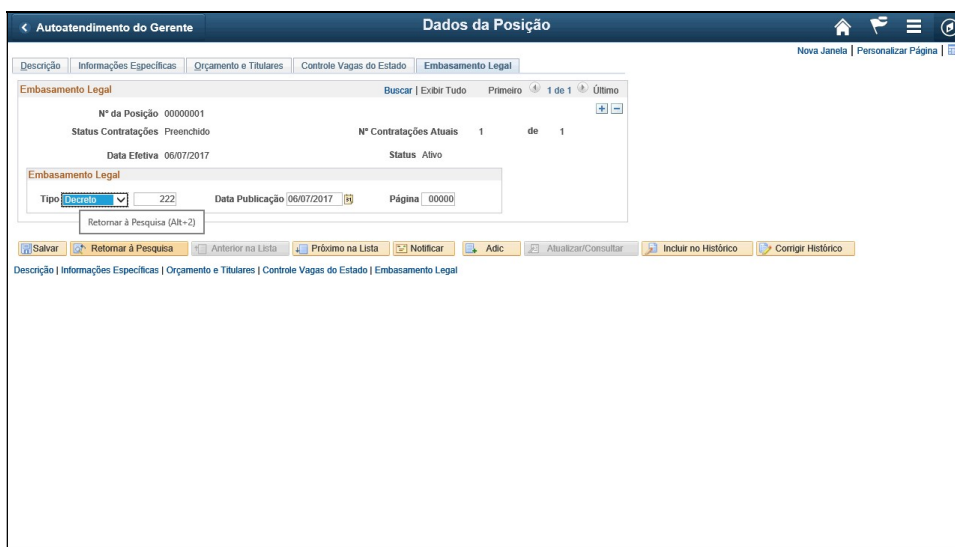 Autoatendimento do Gerente Dados da Posição
Nova Janela | Personalizar Página |
Descrição Informações Específicas Orçamento e Titulares Controle Vagas do Estado Embasamento Legal
Embasamento Legal Buscar | Exibir Tudo Primeiro 1 de 1 Último
Nº da Posição 00000001
Status Contratações Preenchido Nº Contratações Atuais 1 de 1
Data Efetiva 06/07/2017 Status Ativo
Embasamento Legal
Tipo Decreto 222 Data Publicação 06/07/2017 Página 00000
Retornar à Pesquisa (Alt+2)
Salvar Retornar à Pesquisa Anterior na Lista Próximo na Lista Notificar Adic Atualizar/Consultar Incluir no Histórico Corrigir Histórico
Descrição | Informações Específicas | Orçamento e Titulares | Controle Vagas do Estado | Embasamento Legal